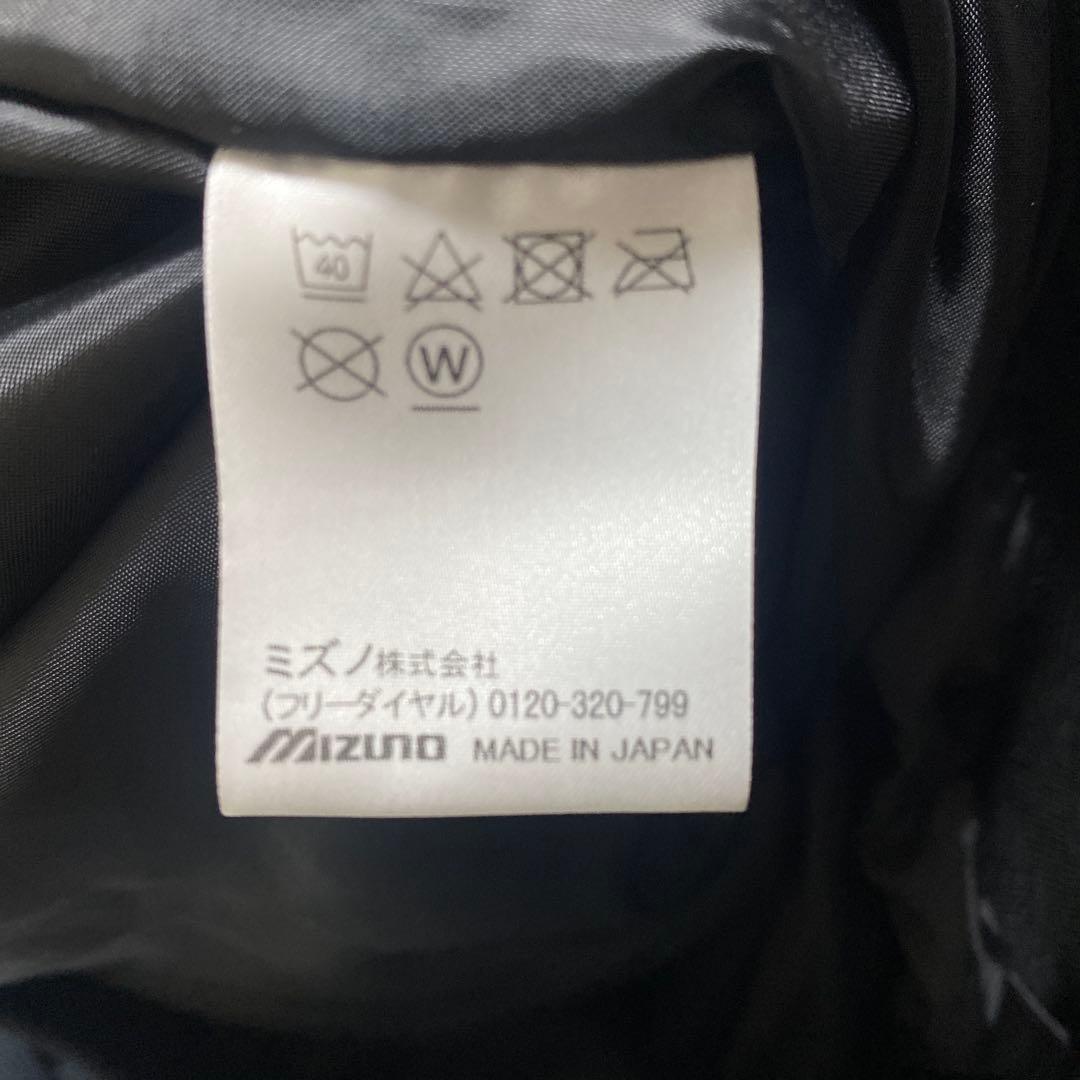 40
W
ミズノ株式会社
(フリーダイヤル) 0120-320-799
MIZUNO MADE IN JAPAN